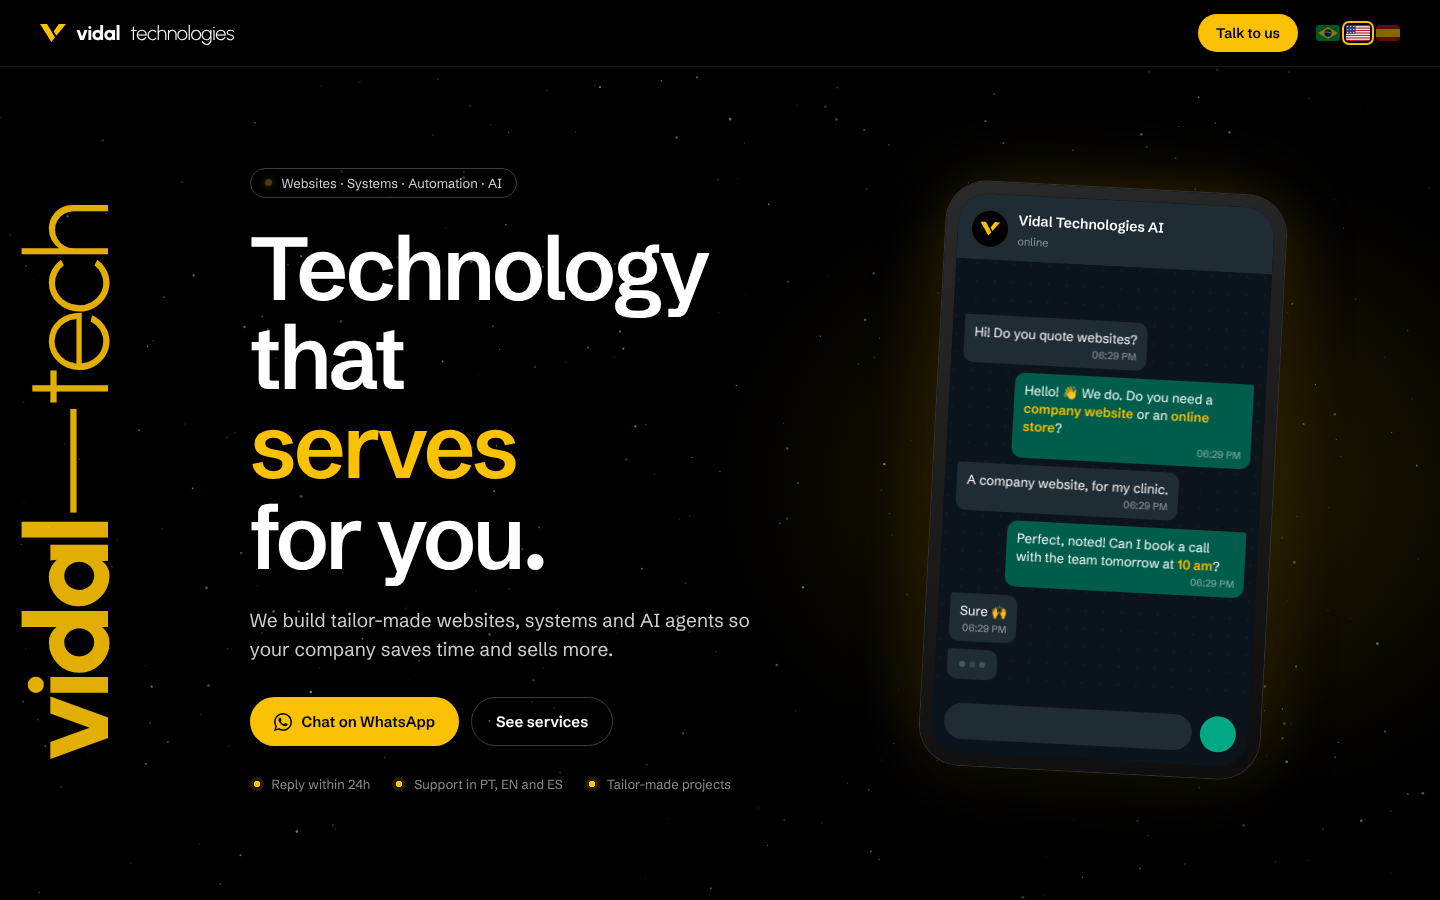 vidal technologies
Talk to us
vidal—tech
Websites · Systems · Automation · AI
Technology
that
serves
for you.
We build tailor-made websites, systems and AI agents so
your company saves time and sells more.
Chat on WhatsApp
See services
Reply within 24h
Support in PT, EN and ES
Tailor-made projects
Vidal Technologies AI
online
Hi! Do you quote websites?
06:29 PM
Hello! 👋 We do. Do you need a
company website or an online
store?
06:29 PM
A company website, for my clinic.
06:29 PM
Perfect, noted! Can I book a call
with the team tomorrow at 10 am?
06:29 PM
Sure 🙌
06:29 PM